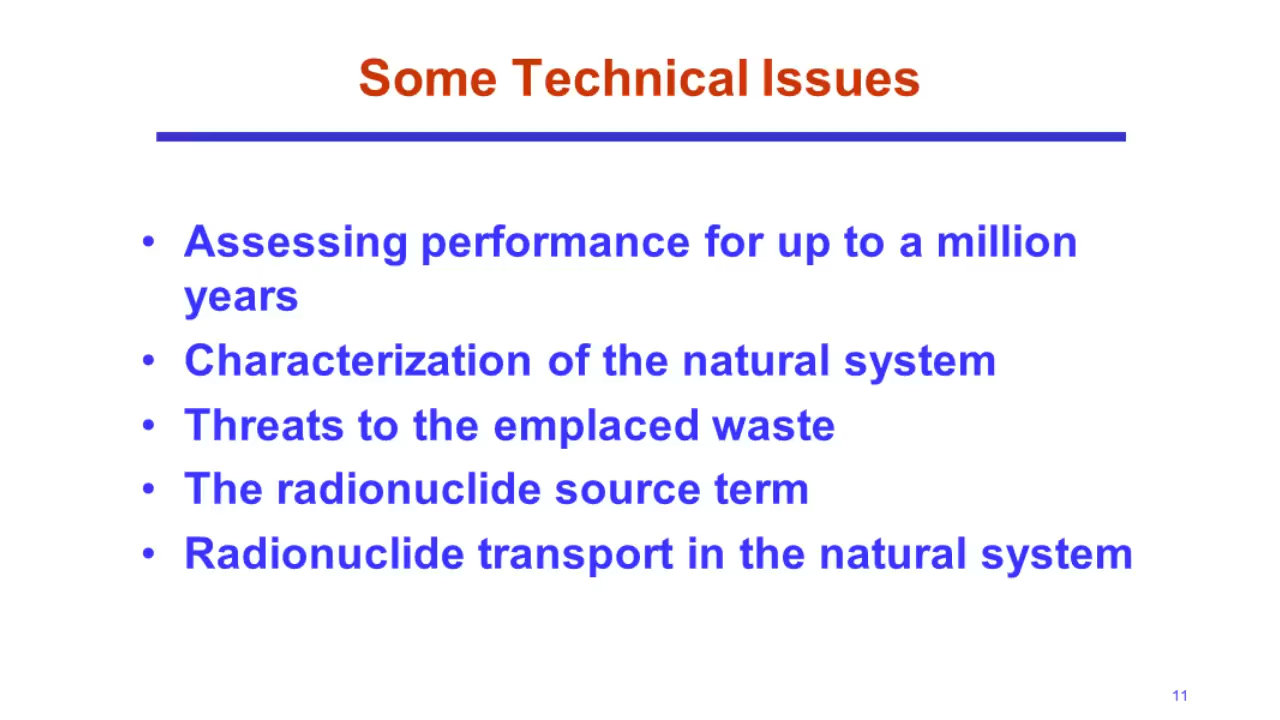 Some Technical Issues
• Assessing performance for up to a million
years
• Characterization of the natural system
• Threats to the emplaced waste
• The radionuclide source term
• Radionuclide transport in the natural system
11